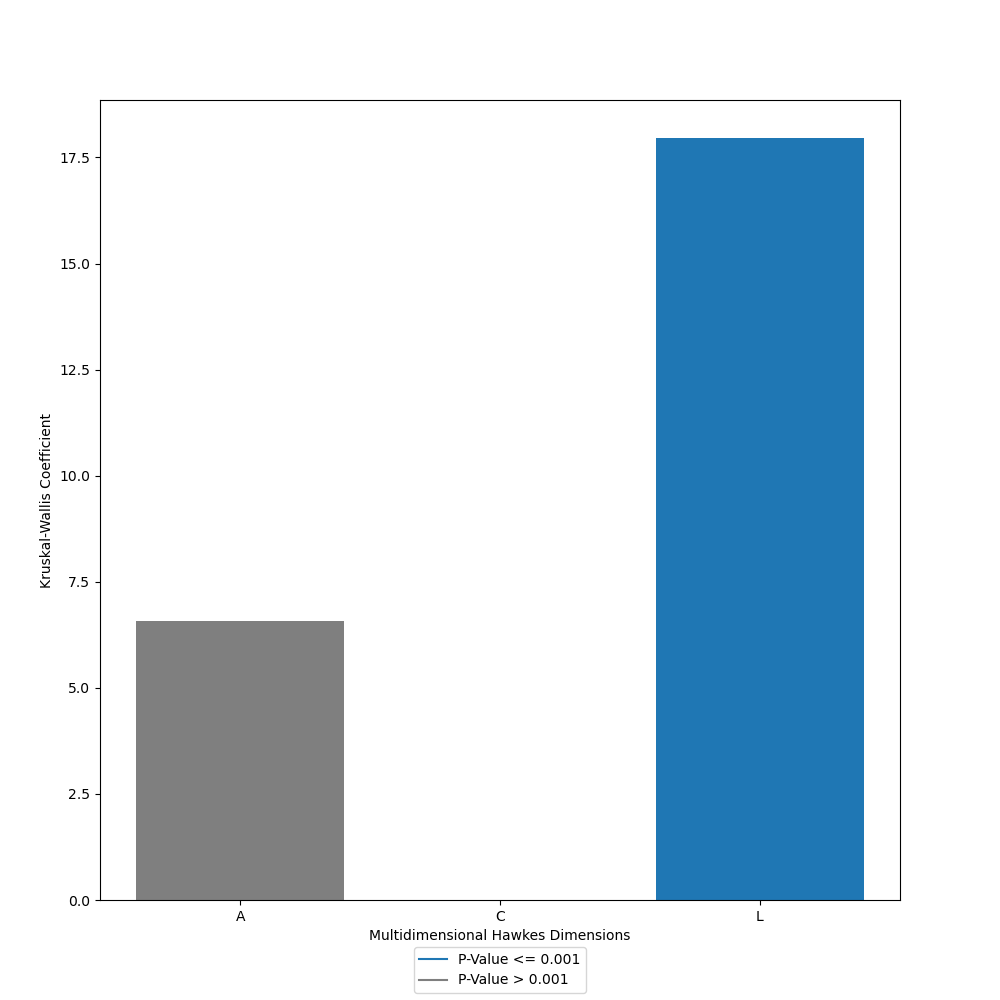 17.5
15.0
12.5
10.0
7.5
5.0
2.5
0.0
Kruskal-Wallis Coefficient
A C L
Multidimensional Hawkes Dimensions
P-Value <= 0.001
P-Value > 0.001